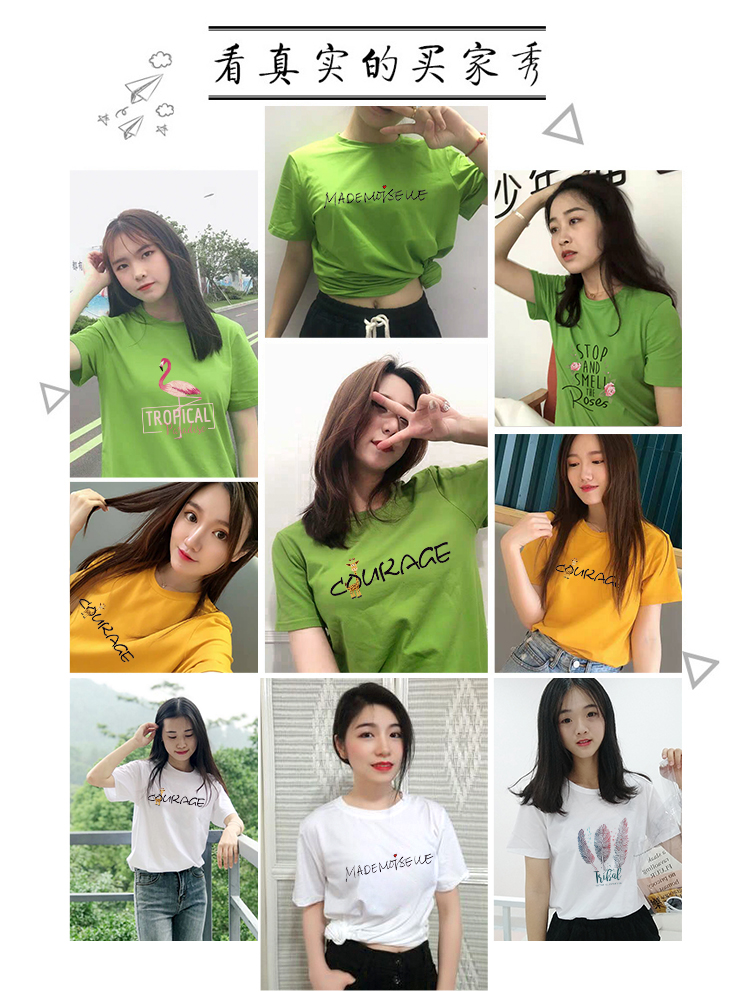 看真实的买家秀
MADEMOISELLE
少年
TROPICAL
STOP
AND
SMELL
THE
Roses
COURAGE
COURAGE
COURAGE
COURAGE
MADEMOISELLE
Tribal